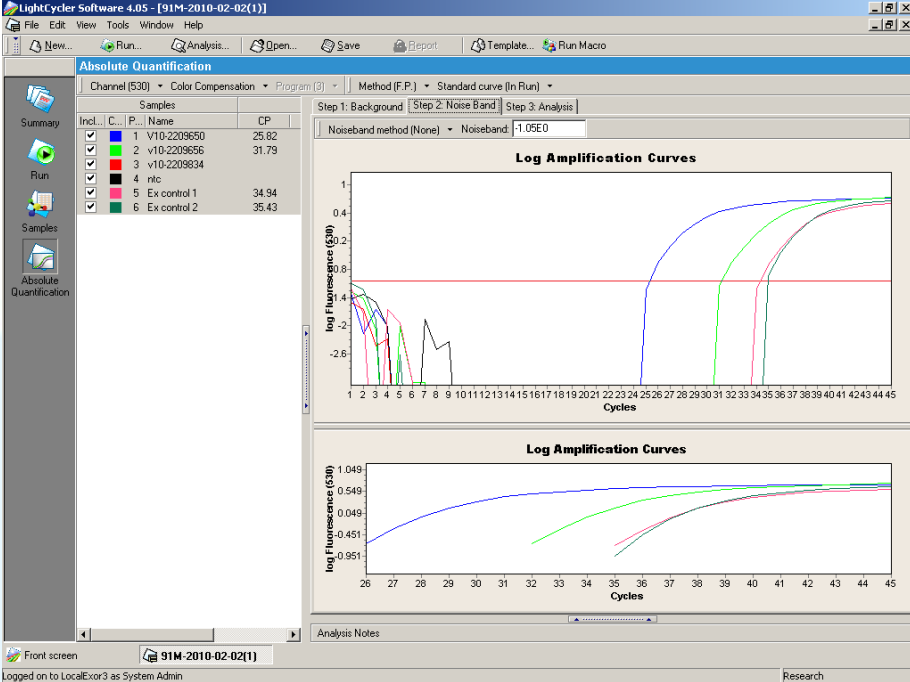 LightCycler Software 4.05 - [91M-2010-02-02(1)]
File Edit View Tools Window Help
New... Run... Analysis... Open... Save Report Template... Run Macro
Absolute Quantification
Channel (530) Color Compensation Program (3) Method (F.P.) Standard curve (In Run)
Samples
Incl... C... P... Name CP
1 V10-2209650 25.82
2 v10-2209656 31.79
3 v10-2209834
4 ntc
5 Ex control 1 34.94
6 Ex control 2 35.43
Summary
Run
Samples
Absolute
Quantification
Step 1: Background Step 2: Noise Band Step 3: Analysis
Noiseband method (None) Noiseband: -1.05E0
Log Amplification Curves
log Fluorescence (530)
1
0.4
-2
-2.6
1 2 3 4 5 6 7 8 9 10 11 12 13 14 15 16 17 18 19 20 21 22 23 24 25 26 27 28 29 30 31 32 33 34 35 36 37 38 39 40 41 42 43 44 45
Cycles
Log Amplification Curves
log Fluorescence (530)
1.049
0.549
0.049
-0.451
-0.951
26 27 28 29 30 31 32 33 34 35 36 37 38 39 40 41 42 43 44 45
Cycles
Analysis Notes
Front screen 91M-2010-02-02(1)
Logged on to LocalExor3 as System Admin Research